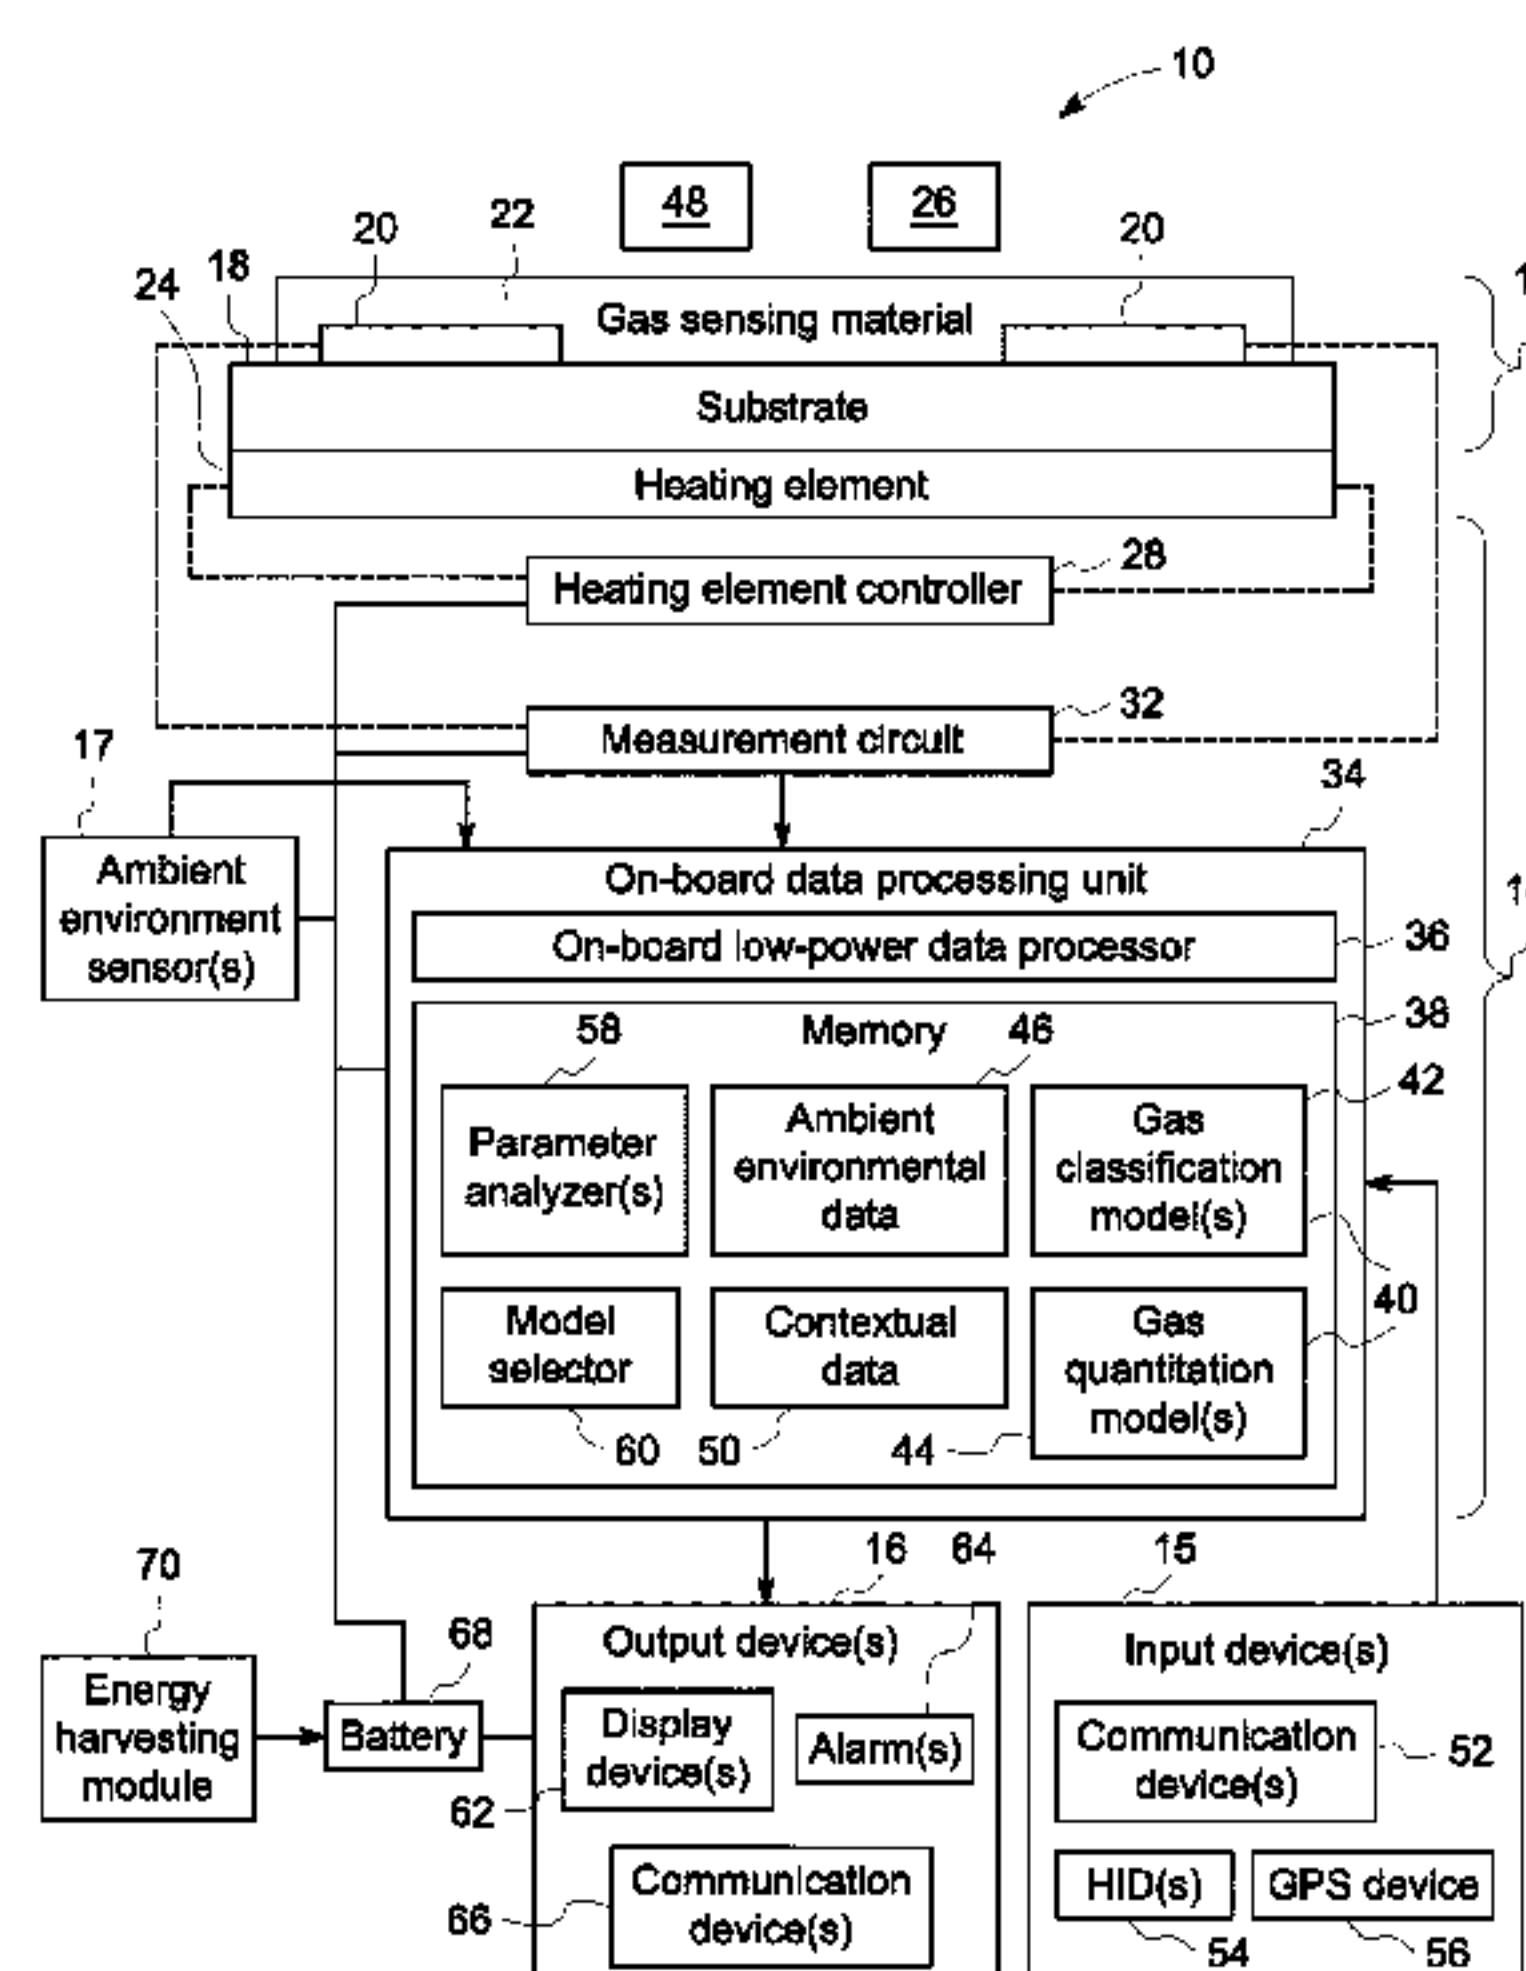 10
48
26
20
22
20
18
24
Gas sensing material
Substrate
Heating element
28
Heating element controller
32
Measurement circuit
17
34
Ambient
environment
sensor(s)
On-board data processing unit
On-board low-power data processor
36
38
Memory
58
46
42
Parameter
analyzer(s)
Ambient
environmental
data
Gas
classification
model(s)
40
Model
selector
Contextual
data
Gas
quantitation
model(s)
60
50
44
16
64
15
70
68
Energy
harvesting
module
Battery
Output device(s)
Display
device(s)
Alarm(s)
62
Communication
device(s)
66
Input device(s)
Communication
device(s)
52
HID(s)
GPS device
54
56